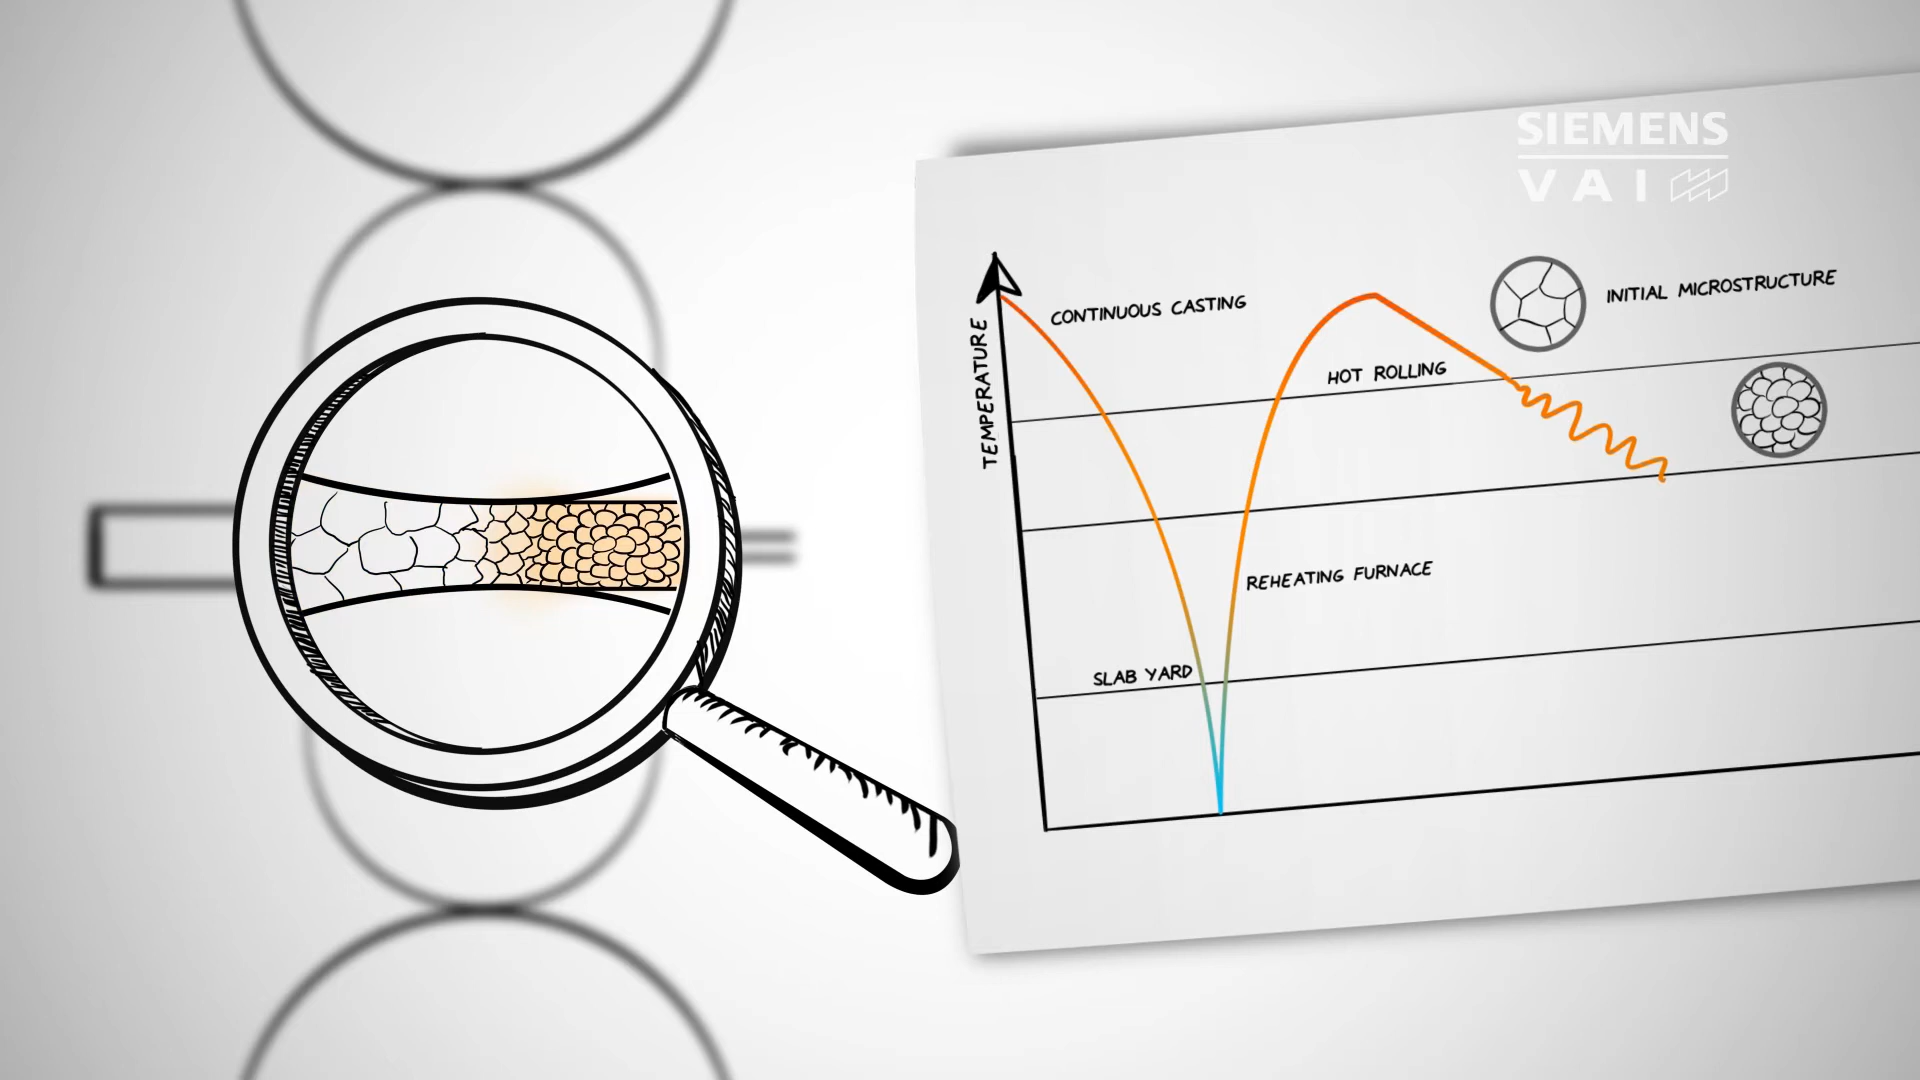 SIEMENS
VAI
CONTINUOUS CASTING
INITIAL MICROSTRUCTURE
TEMPERATURE
HOT ROLLING
REHEATING FURNACE
SLAB YARD